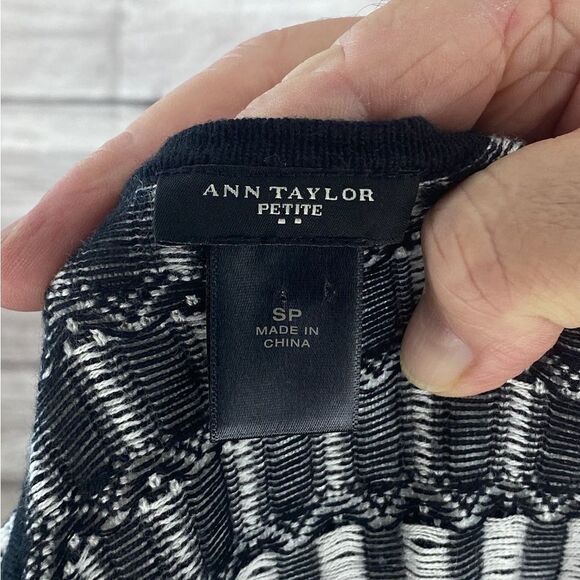 ANN TAYLOR
PETITE
SP
MADE IN
CHINA